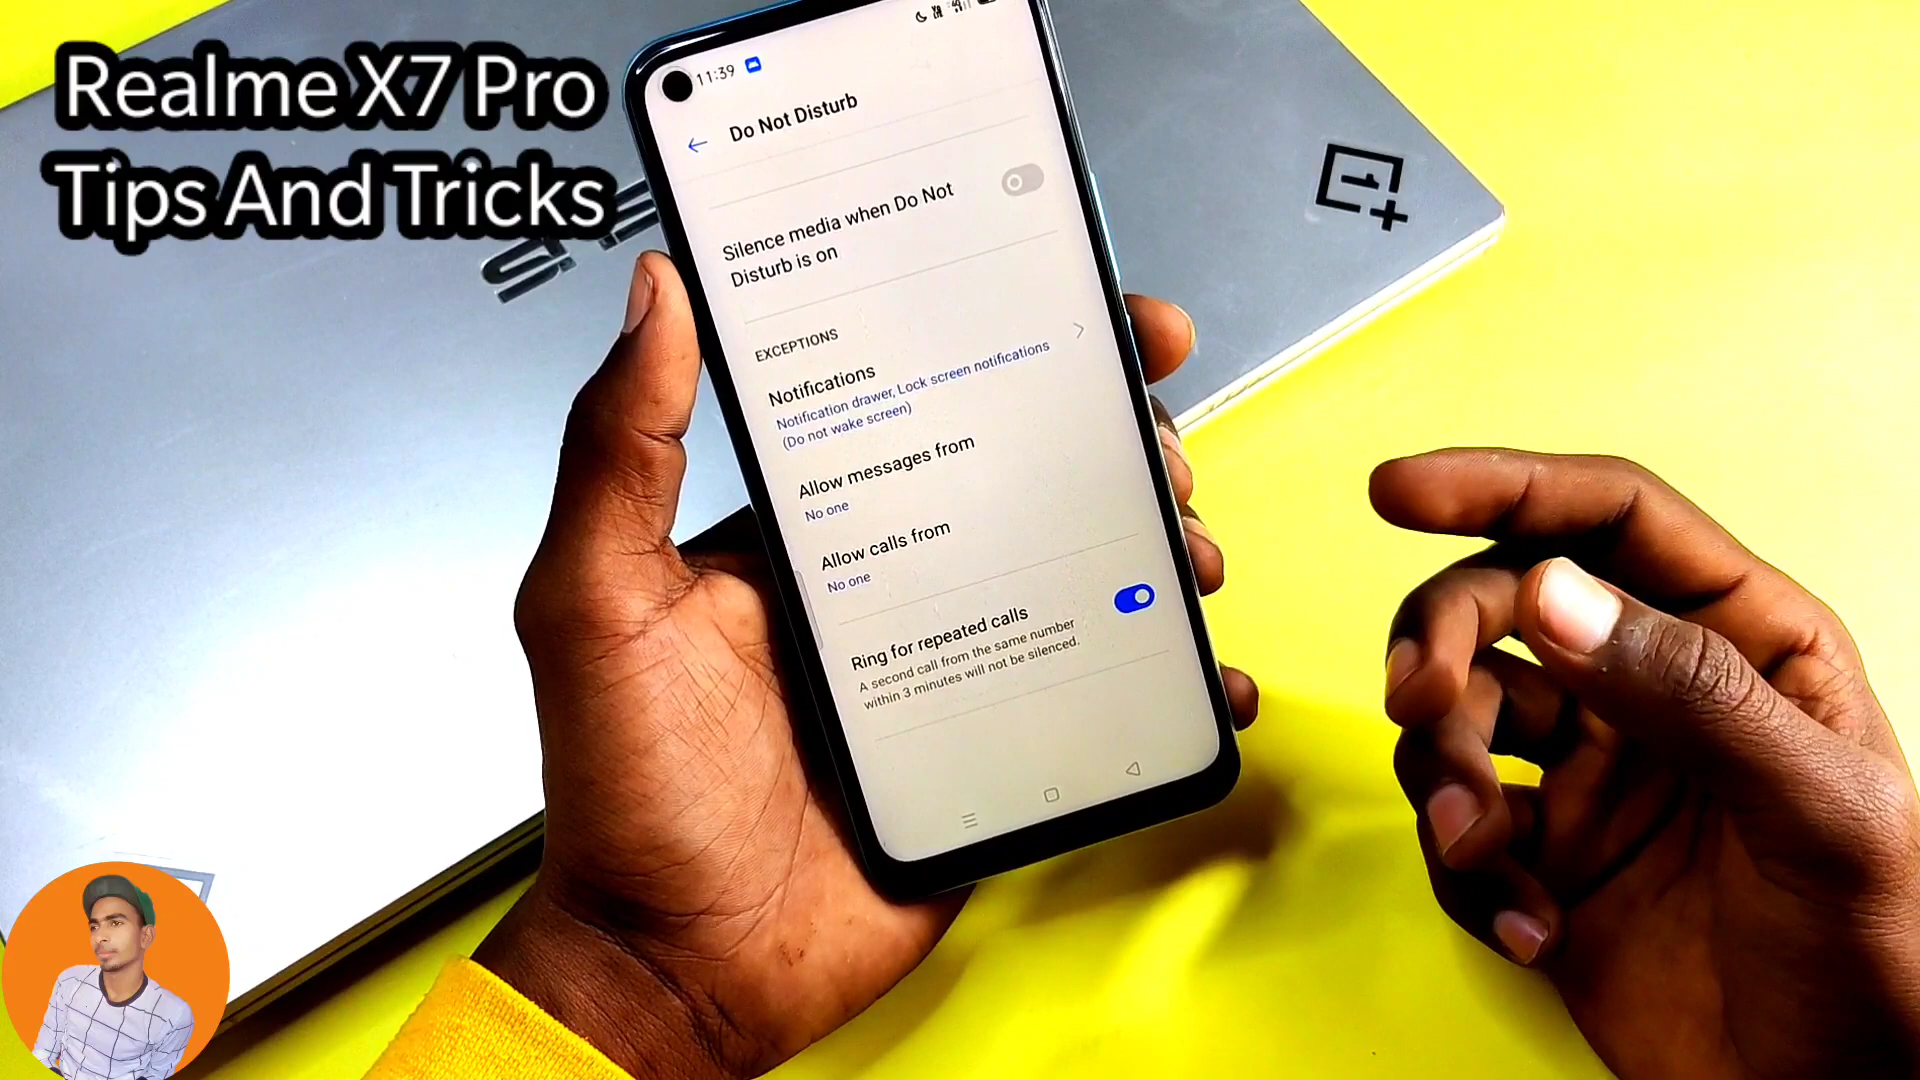 Realme X7 Pro
Tips And Tricks
11:39
Do Not Disturb
Silence media when Do Not
Disturb is on
EXCEPTIONS
Notifications
Notification drawer, Lock screen notifications
(Do not wake screen)
Allow messages from
No one
Allow calls from
No one
Ring for repeated calls
A second call from the same number
within 3 minutes will not be silenced.